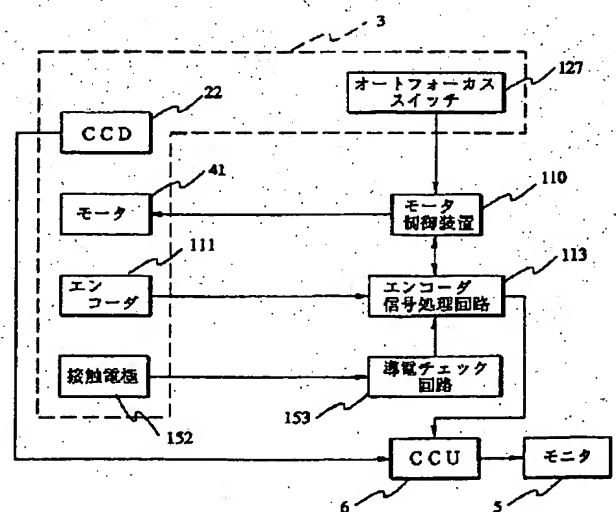 3
22
CCD
オートフォーカス
スイッチ
127
41
モータ
モータ
制御装置
110
111
エン
コーダ
エンコーダ
信号処理回路
113
接触電極
152
導電チェック
回路
153
CCU
6
モニタ
5